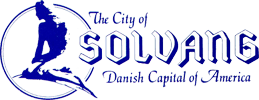 The City of
SOLVANG
Danish Capital of America